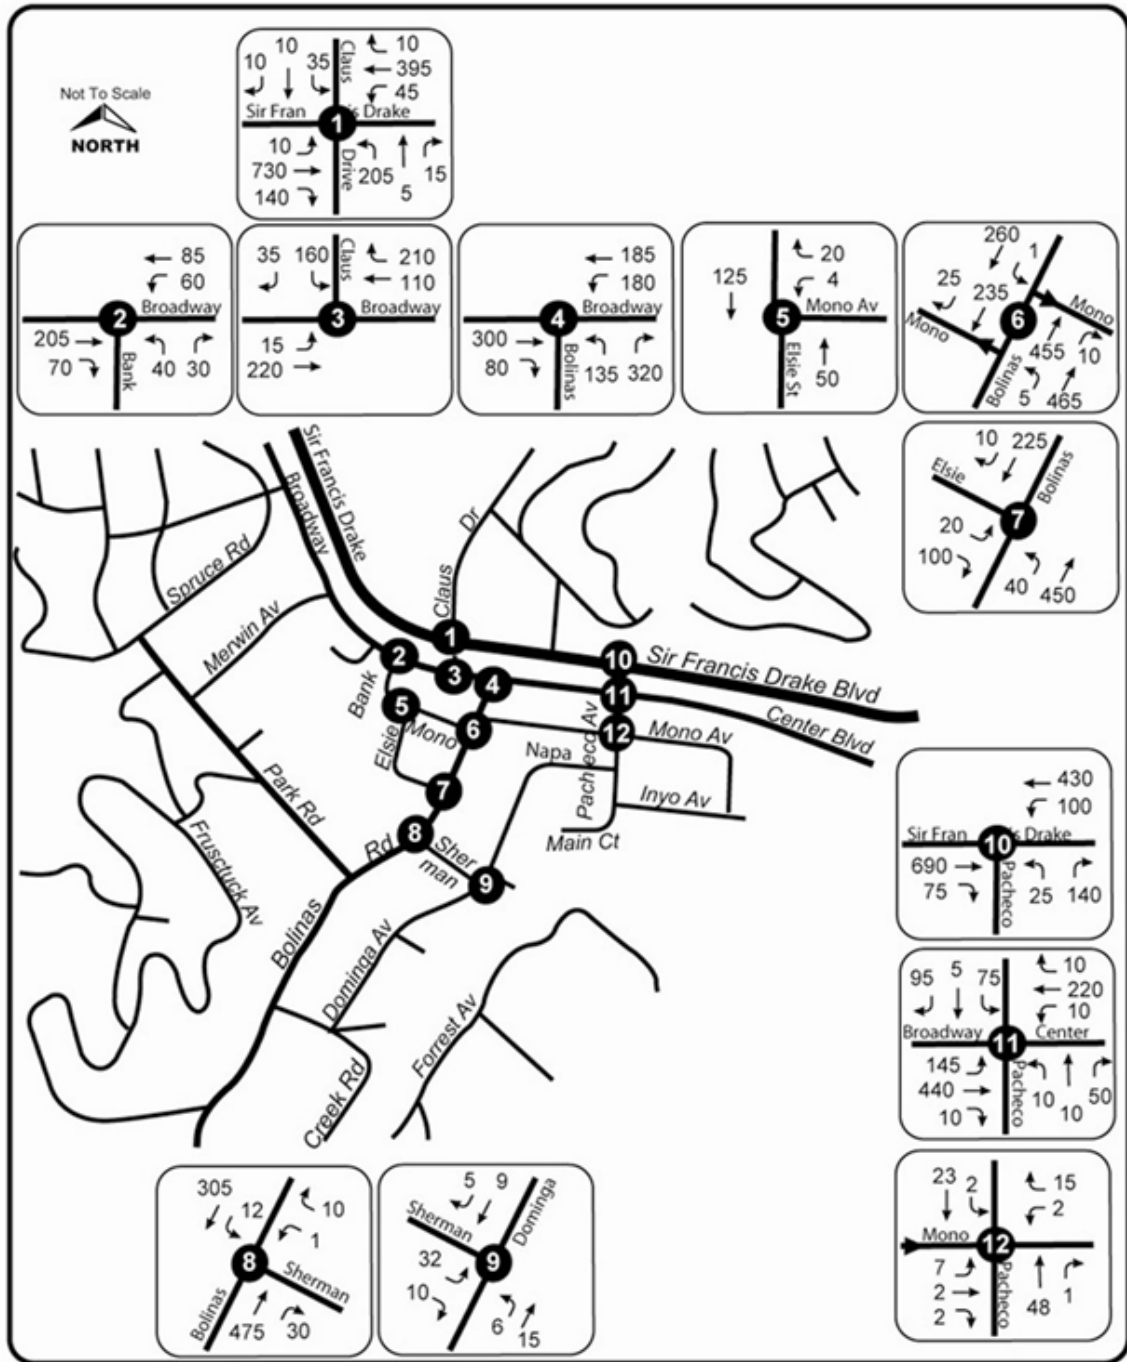 Not To Scale
NORTH
10 10 35
Claus
10
395
45
Sir Fran
is Drake
1
10
730
140
Drive
205
5
15
85
60
2
Broadway
205
70
Bank
40 30
35 160
Claus
210
110
3
Broadway
15
220
185
180
4
Broadway
300
80
Bolinas
135 320
125
20
4
5
Mono Av
Elsie St
50
260
1
25
235
Mono
Mono
6
455
10
Bolinas
5
465
10
225
Elsie
Bolinas
7
20
100
40
450
Sir Francis Drake
Broadway
Spruce Rd
Merwin Av
Claus
Dr
1
2
3
4
10
Sir Francis Drake Blvd
11
Center Blvd
Bank
5
Mono
6
12
Mono Av
Elsie
Napa
Pacheco Av
7
Inyo Av
Park Rd
8
Rd
Sher
man
Main Ct
9
Frusctuck Av
Bolinas
Dominga Av
Forrest Av
Creek Rd
430
100
Sir Fran
is Drake
10
690
75
Pacheco
25 140
95 5 75
10
220
10
Broadway
11
Center
145
440
10
Pacheco
10
10
50
23 2
15
2
Mono
12
7
2
2
Pacheco
48
1
305
12
10
1
8
Sherman
Bolinas
475 30
5 9
Sherman
Dominga
32
9
10
6
15